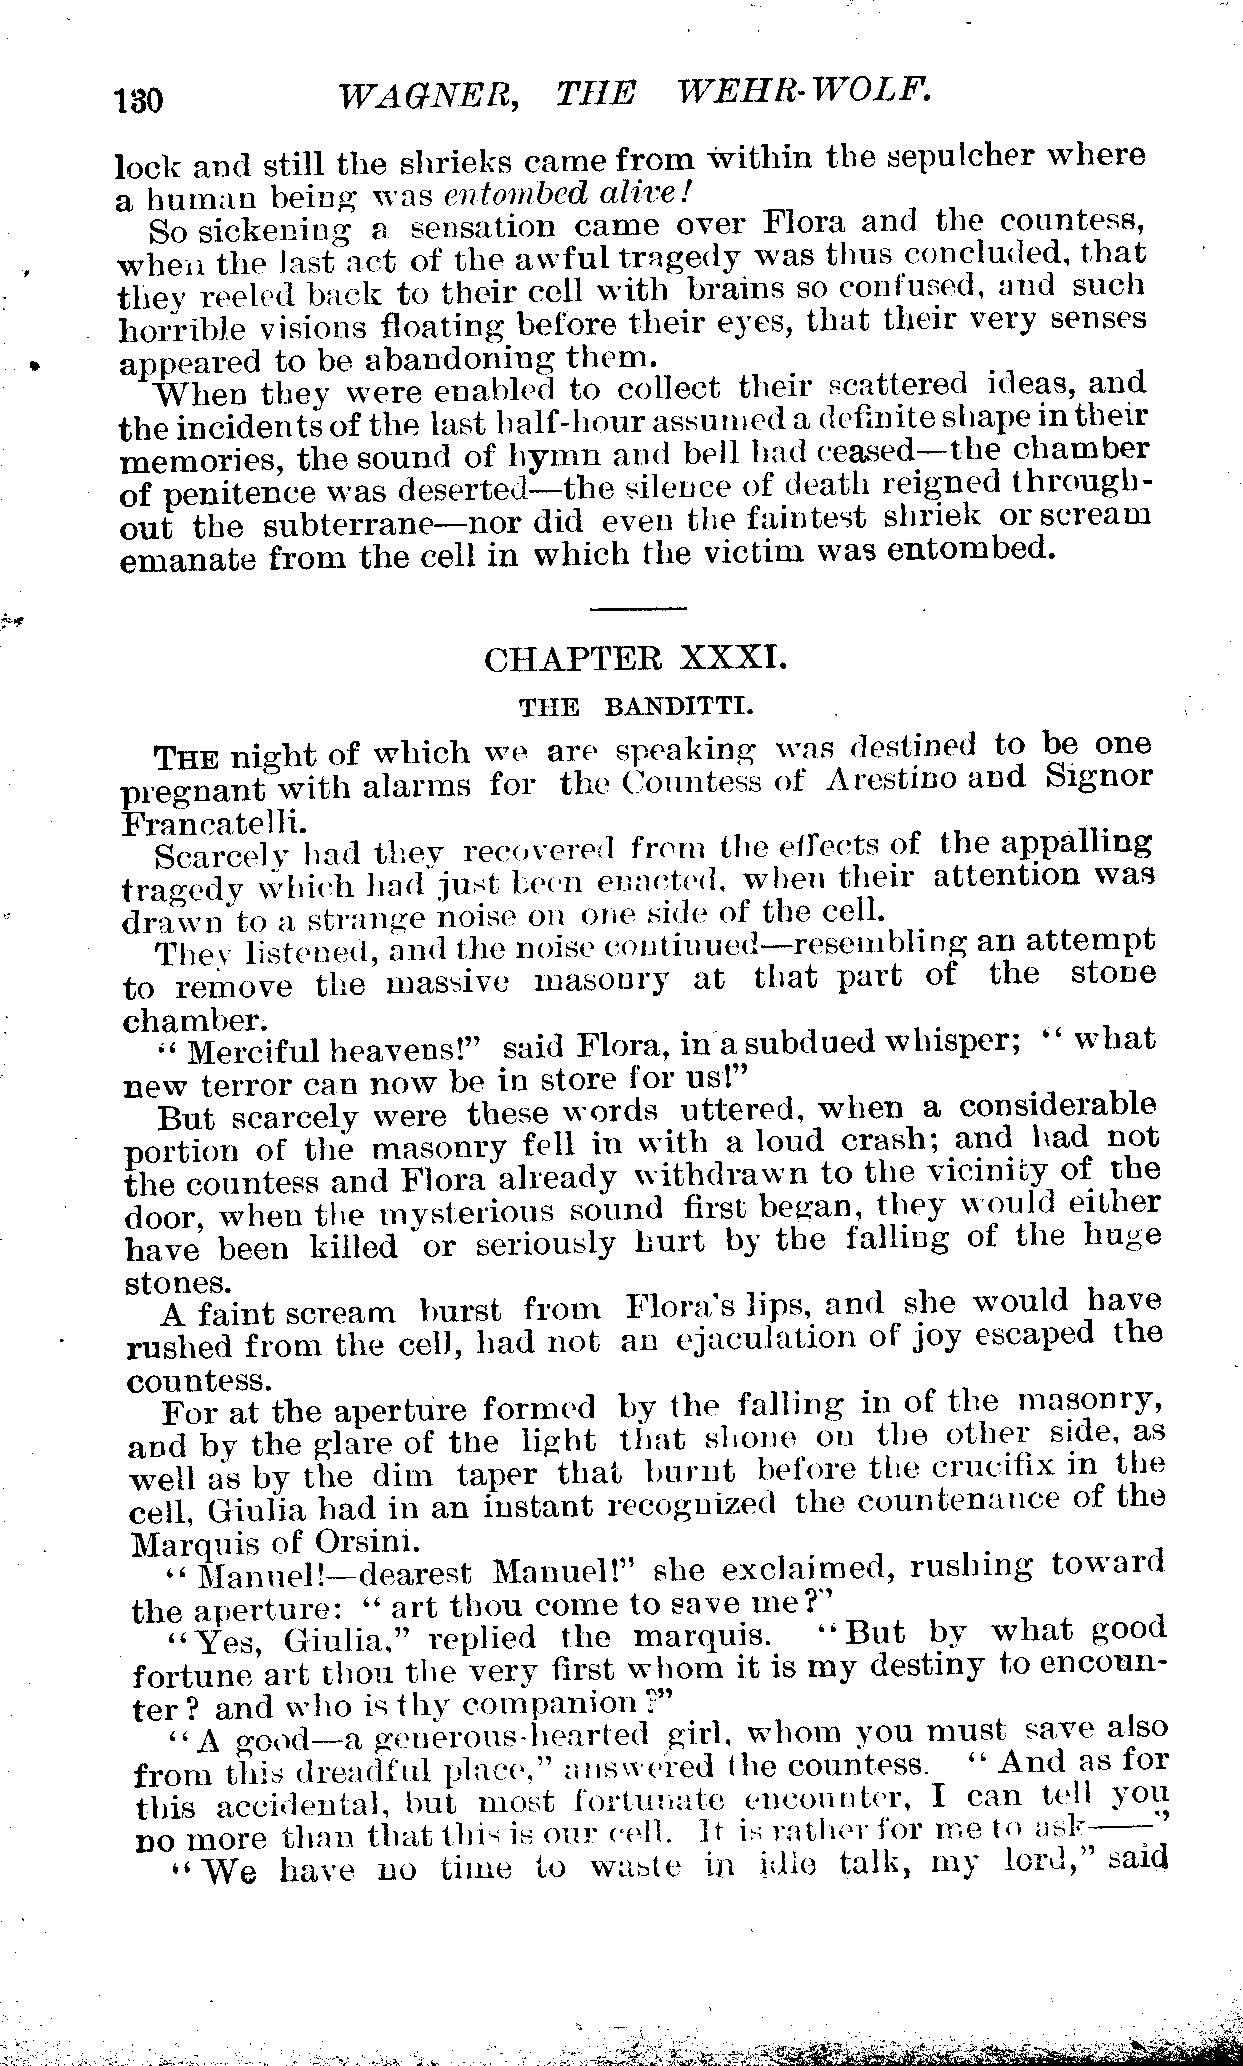 130 WAGNER, THE WEHR-WOLF.
lock and still the shrieks came from within the sepulcher where
a human being was entombed alive!
So sickening a sensation came over Flora and the countess,
when the last act of the awful tragedy was thus concluded, that
they reeled back to their cell with brains so confused, and such
horrible visions floating before their eyes, that their very senses
appeared to be abandoning them.
When they were enabled to collect their scattered ideas, and
the incidents of the last half-hour assumed a definite shape in their
memories, the sound of hymn and bell had ceased—the chamber
of penitence was deserted—the silence of death reigned through-
out the subterrane—nor did even the faintest shriek or scream
emanate from the cell in which the victim was entombed.
CHAPTER XXXI.
THE BANDITTI.
THE night of which we are speaking was destined to be one
pregnant with alarms for the Countess of Arestino and Signor
Francatelli.
Scarcely had they recovered from the effects of the appalling
tragedy which had just been enacted, when their attention was
drawn to a strange noise on one side of the cell.
They listened, and the noise continued—resembling an attempt
to remove the massive masonry at that part of the stone
chamber.
"Merciful heavens!" said Flora, in a subdued whisper; "what
new terror can now be in store for us!"
But scarcely were these words uttered, when a considerable
portion of the masonry fell in with a loud crash; and had not
the countess and Flora already withdrawn to the vicinity of the
door, when the mysterious sound first began, they would either
have been killed or seriously hurt by the falling of the huge
stones.
A faint scream burst from Flora's lips, and she would have
rushed from the cell, had not an ejaculation of joy escaped the
countess.
For at the aperture formed by the falling in of the masonry,
and by the glare of the light that shone on the other side, as
well as by the dim taper that burnt before the crucifix in the
cell, Giulia had in an instant recognized the countenance of the
Marquis of Orsini.
"Manuel!—dearest Manuel!" she exclaimed, rushing toward
the aperture: "art thou come to save me?"
"Yes, Giulia," replied the marquis. "But by what good
fortune art thou the very first whom it is my destiny to encoun-
ter? and who is thy companion?"
"A good—a generous-hearted girl, whom you must save also
from this dreadful place," answered the countess. "And as for
this accidental, but most fortunate encounter, I can tell you
no more than that this is our cell. It is rather for me to ask——"
"We have no time to waste in idle talk, my lord," said